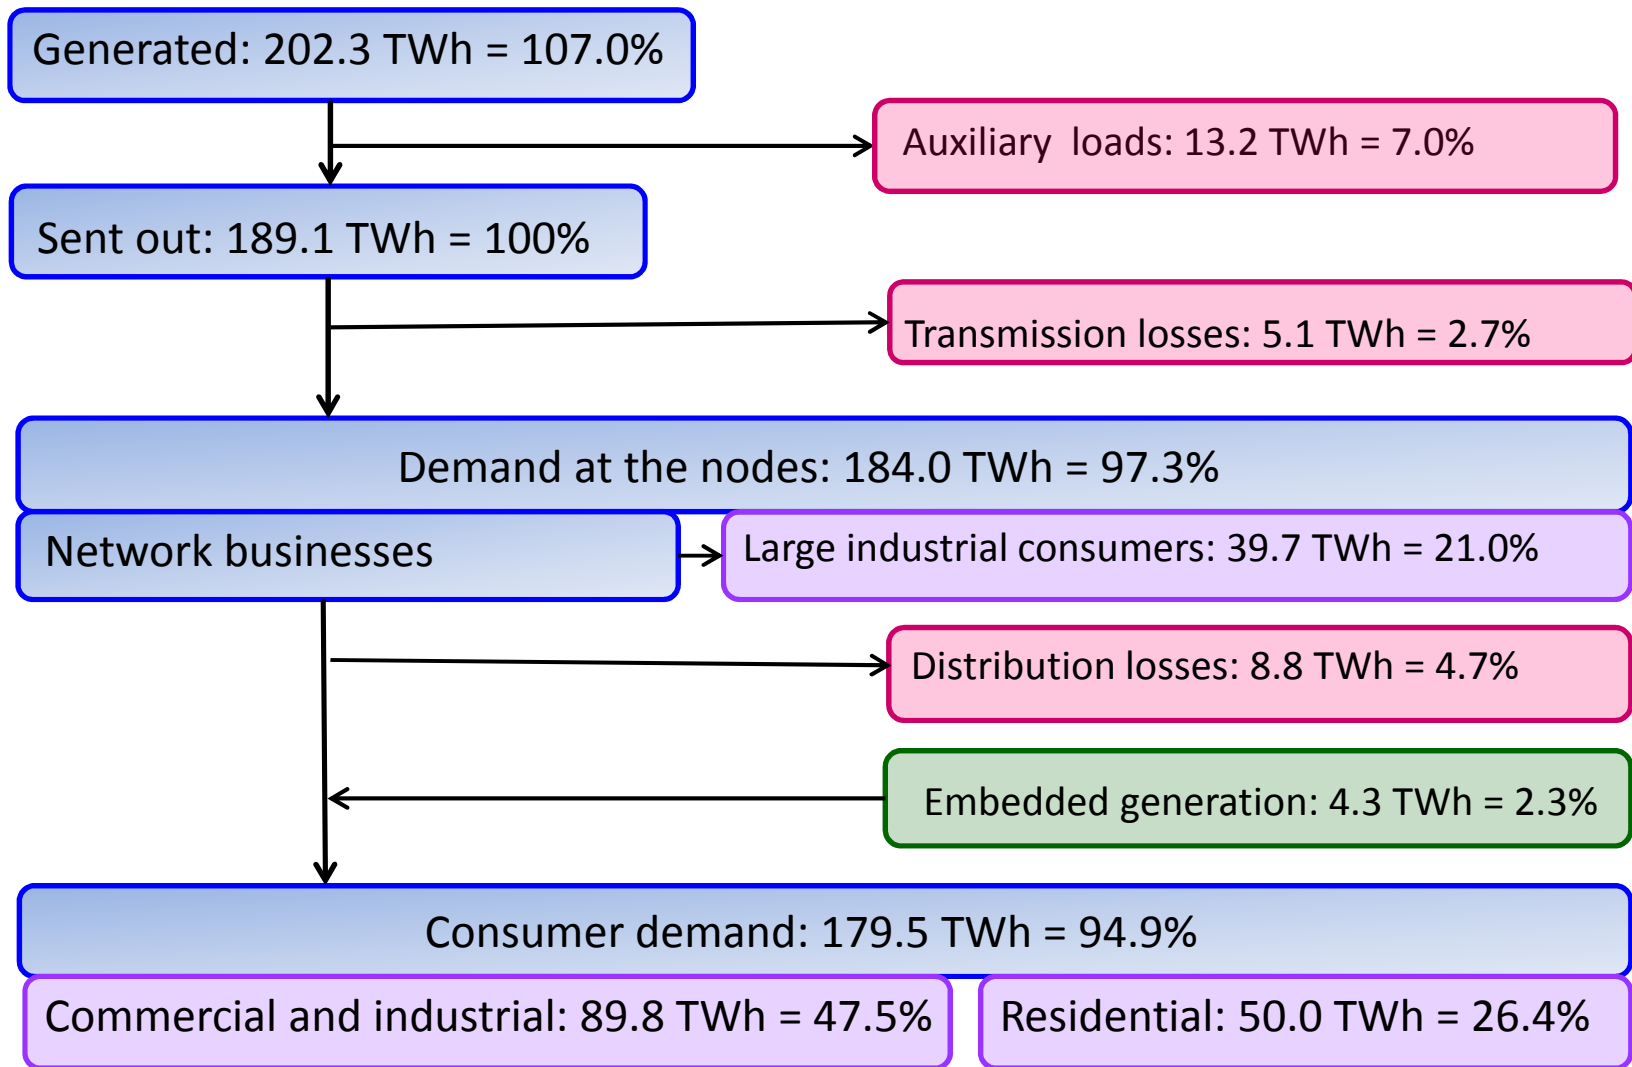 Generated: 202.3 TWh = 107.0%
Auxiliary loads: 13.2 TWh = 7.0%
Sent out: 189.1 TWh = 100%
Transmission losses: 5.1 TWh = 2.7%
Demand at the nodes: 184.0 TWh = 97.3%
Network businesses
Large industrial consumers: 39.7 TWh = 21.0%
Distribution losses: 8.8 TWh = 4.7%
Embedded generation: 4.3 TWh = 2.3%
Consumer demand: 179.5 TWh = 94.9%
Commercial and industrial: 89.8 TWh = 47.5%
Residential: 50.0 TWh = 26.4%